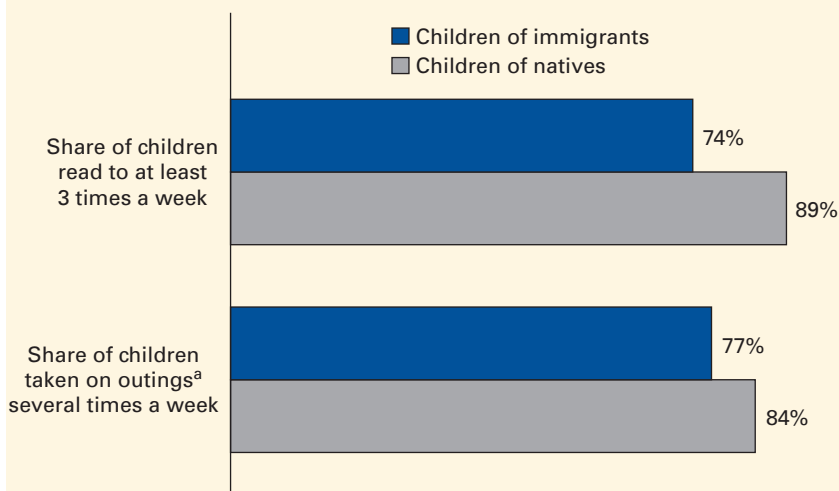 Children of immigrants
Children of natives
Share of children
read to at least
3 times a week
74%
89%
Share of children
taken on outingsª
several times a week
77%
84%